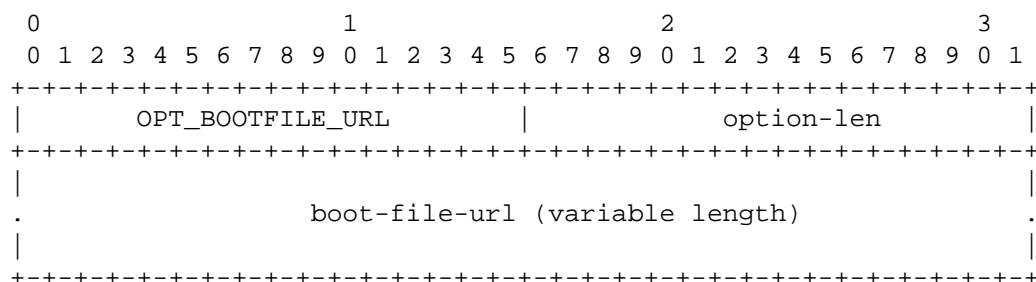 0                   1                   2                   3
 0 1 2 3 4 5 6 7 8 9 0 1 2 3 4 5 6 7 8 9 0 1 2 3 4 5 6 7 8 9 0 1
+-+-+-+-+-+-+-+-+-+-+-+-+-+-+-+-+-+-+-+-+-+-+-+-+-+-+-+-+-+-+-+-+
|       OPT_BOOTFILE_URL        |            option-len         |
+-+-+-+-+-+-+-+-+-+-+-+-+-+-+-+-+-+-+-+-+-+-+-+-+-+-+-+-+-+-+-+-+
|                                                               |
.                  boot-file-url (variable length)              .
|                                                               |
+-+-+-+-+-+-+-+-+-+-+-+-+-+-+-+-+-+-+-+-+-+-+-+-+-+-+-+-+-+-+-+-+